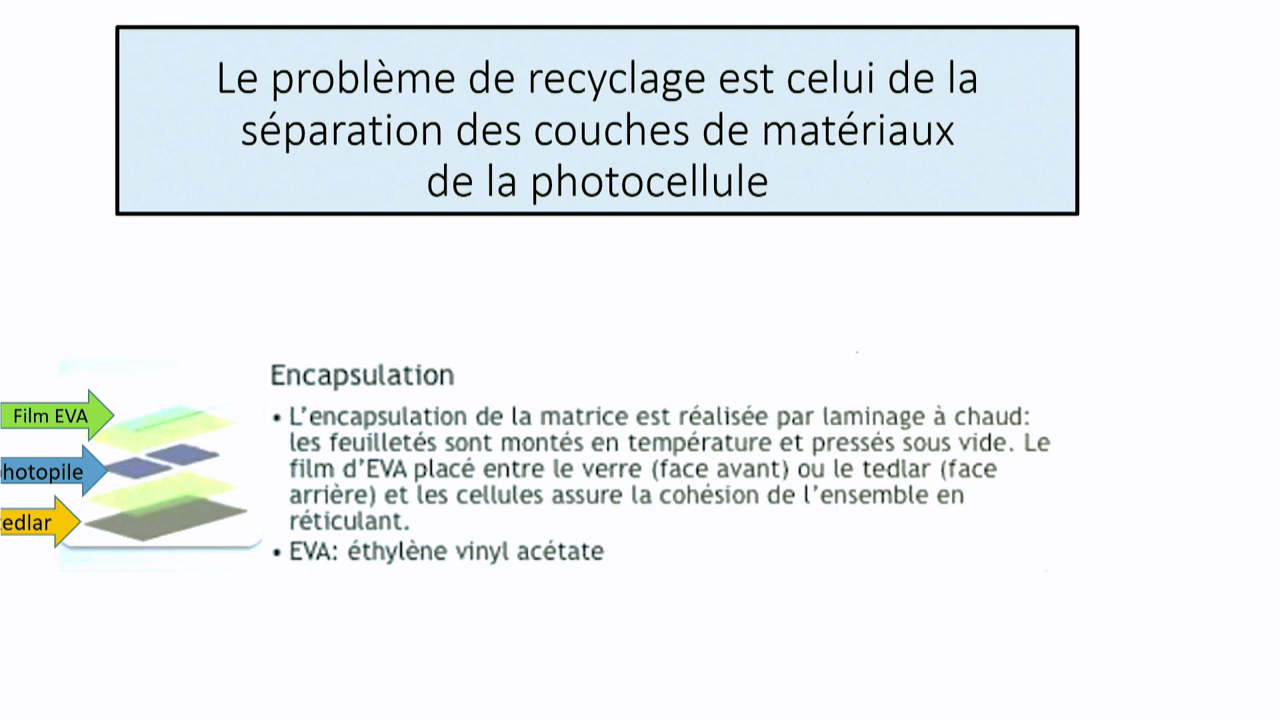 Le problème de recyclage est celui de la
séparation des couches de matériaux
de la photocellule
Encapsulation
• L'encapsulation de la matrice est réalisée par laminage à chaud:
les feuilletés sont montés en température et pressés sous vide. Le
film d'EVA placé entre le verre (face avant) ou le tedlar (face
arrière) et les cellules assure la cohésion de l'ensemble en
réticulant.
• EVA: éthylène vinyl acétate
Film EVA
hotopile
edlar